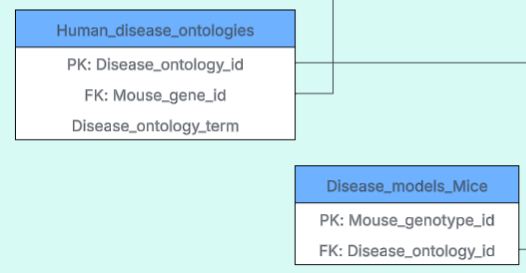 Human_disease_ontologies
PK: Disease_ontology_id
FK: Mouse_gene_id
Disease_ontology_term
Disease_models_Mice
PK: Mouse_genotype_id
FK: Disease_ontology_id